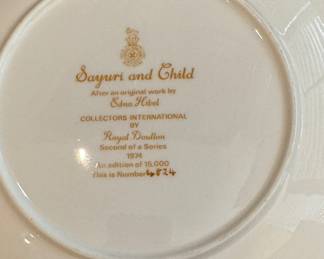 Sayuri and Child
After an original work by
Edna Hibel
COLLECTORS INTERNATIONAL
BY
Royal Doulton
Second of a Series
1974
An edition of 15,000
This is Number 4824